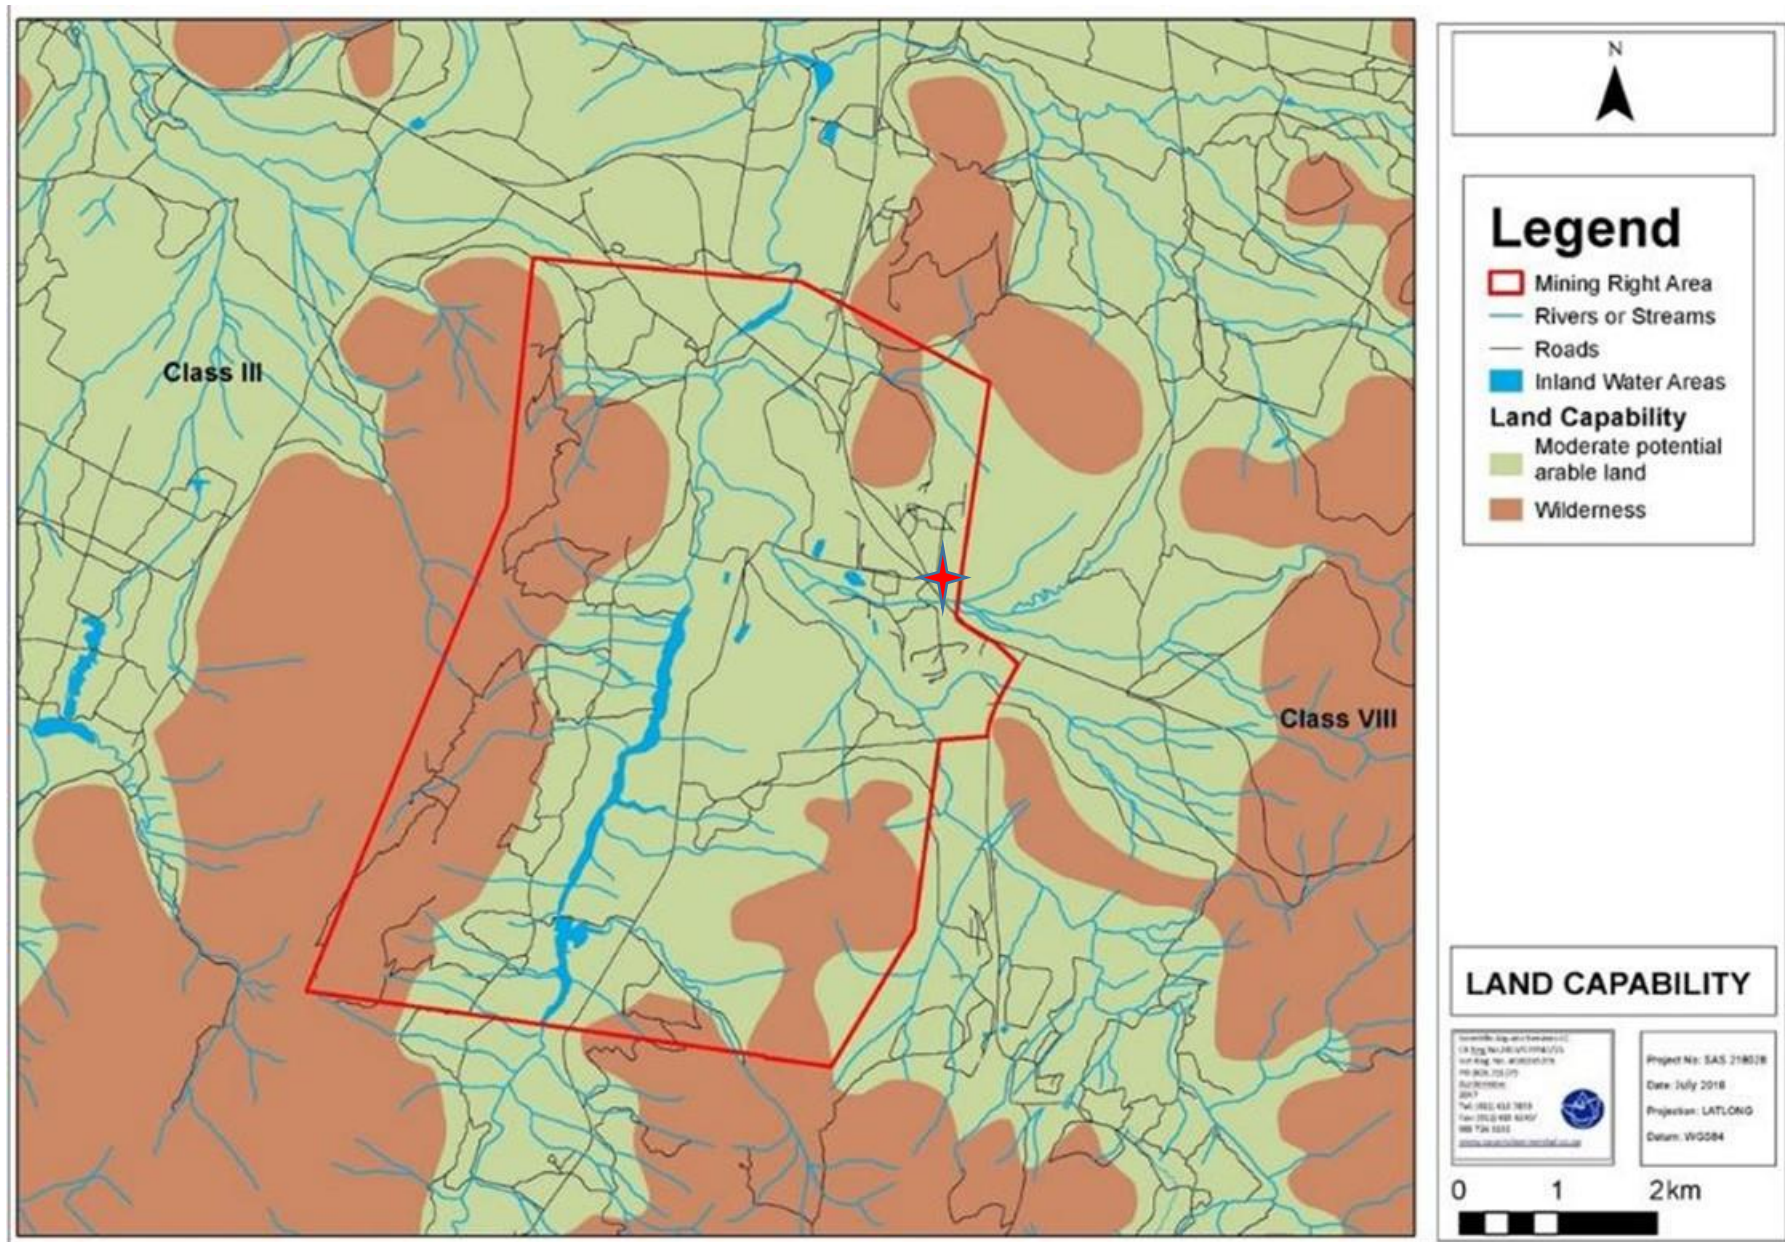 N
Legend
Mining Right Area
Rivers or Streams
Roads
Inland Water Areas
Land Capability
Moderate potential
arable land
Wilderness
Class III
Class VIII
LAND CAPABILITY
Project No: SAS 218028
Date: July 2018
Projection: LATLONG
Datum: WGS84
0 1 2km